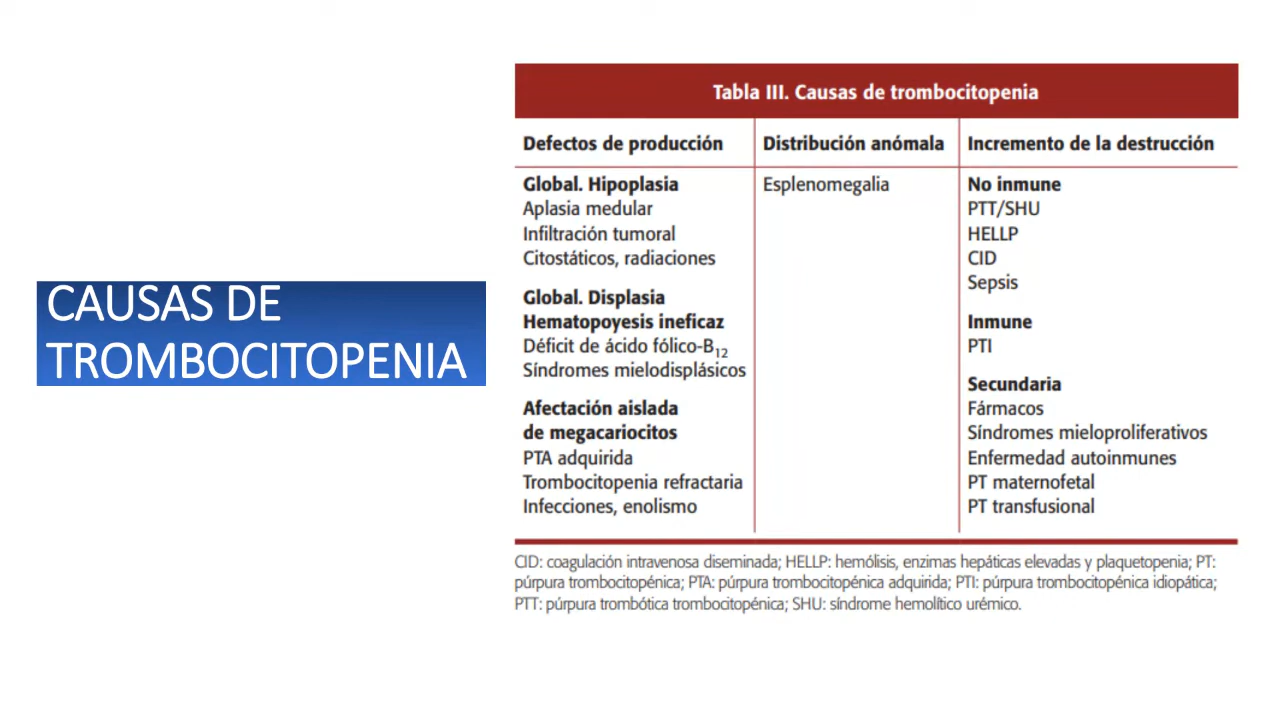 CAUSAS DE
TROMBOCITOPENIA
Tabla III. Causas de trombocitopenia
Defectos de producción
Global. Hipoplasia
Aplasia medular
Infiltración tumoral
Citostáticos, radiaciones
Global. Displasia
Hematopoyesis ineficaz
Déficit de ácido fólico-B12
Síndromes mielodisplásicos
Afectación aislada
de megacariocitos
PTA adquirida
Trombocitopenia refractaria
Infecciones, enolismo
Distribución anómala
Esplenomegalia
Incremento de la destrucción
No inmune
PTT/SHU
HELLP
CID
Sepsis
Inmune
PTI
Secundaria
Fármacos
Síndromes mieloproliferativos
Enfermedad autoinmunes
PT maternofetal
PT transfusional
CID: coagulación intravenosa diseminada; HELLP: hemólisis, enzimas hepáticas elevadas y plaquetopenia; PT:
púrpura trombocitopénica; PTA: púrpura trombocitopénica adquirida; PTI: púrpura trombocitopénica idiopática;
PTT: púrpura trombótica trombocitopénica; SHU: síndrome hemolítico urémico.